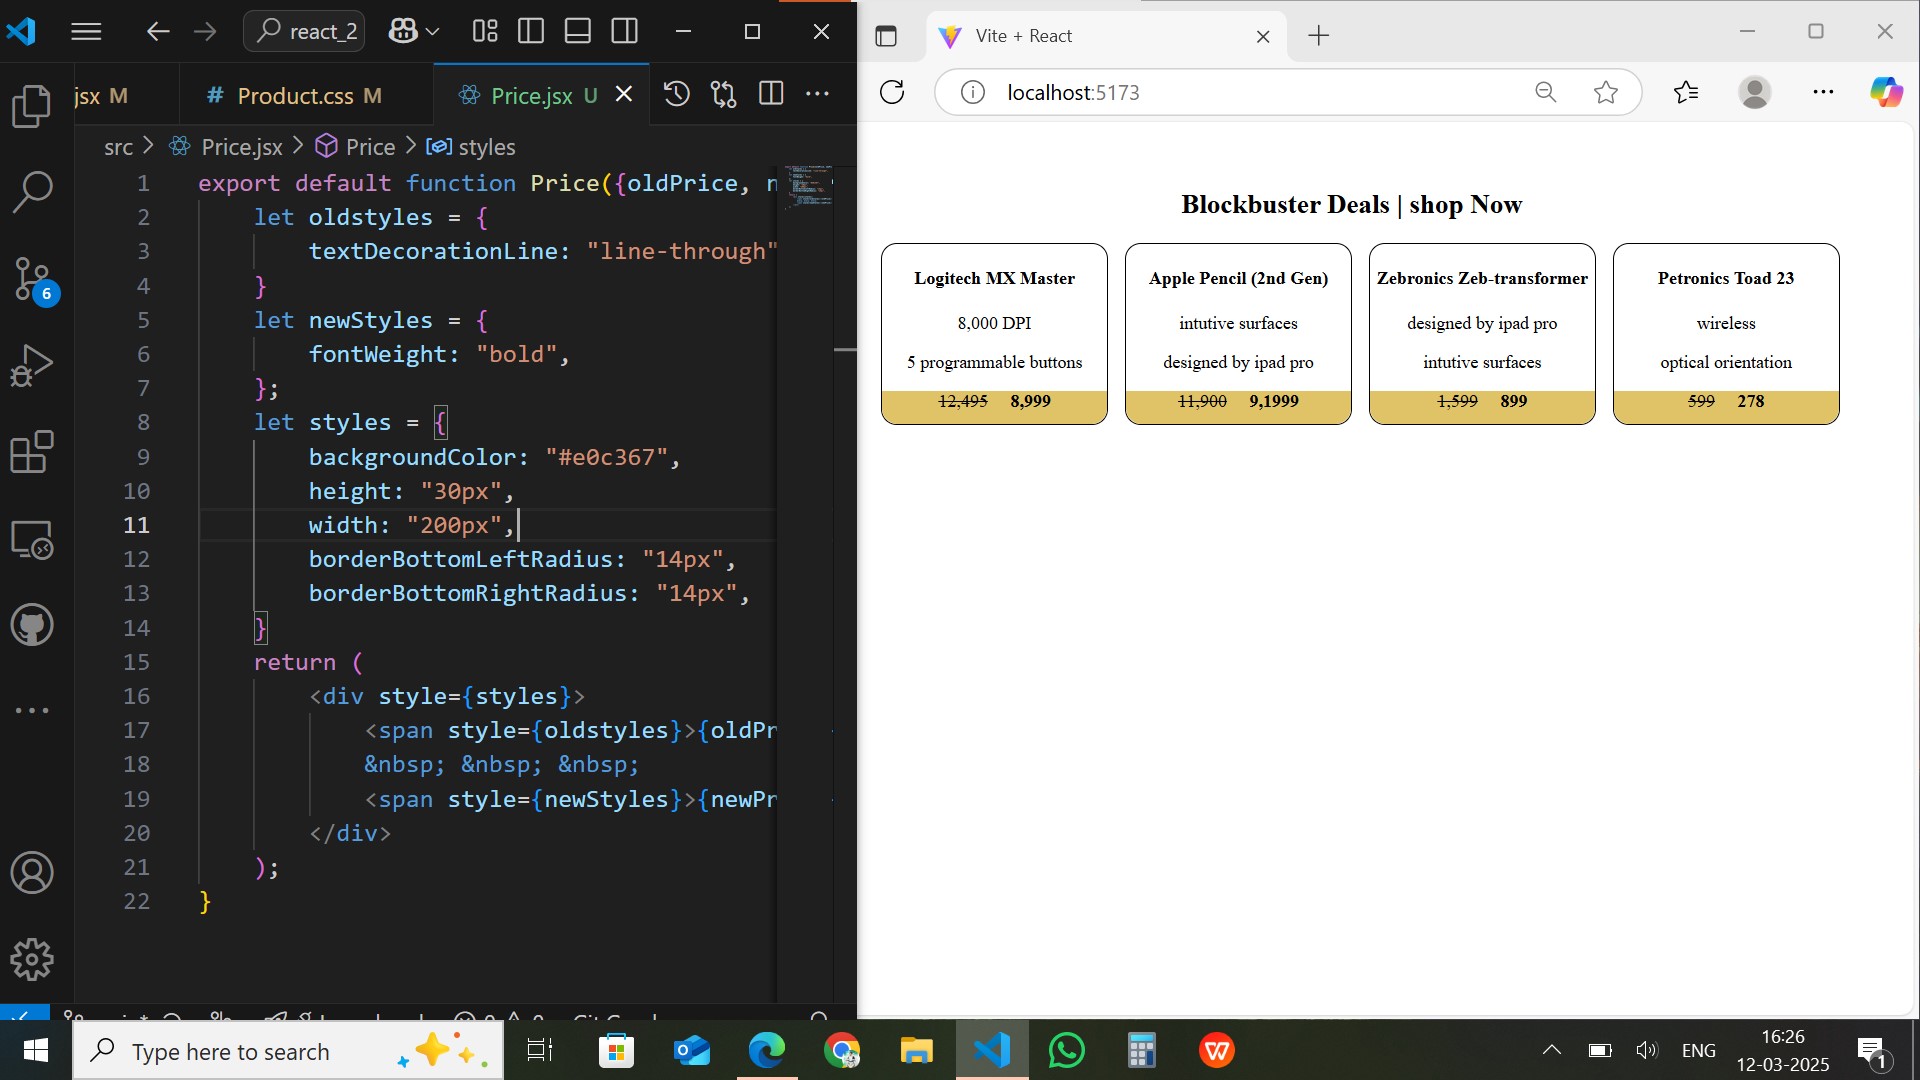 react_2
jsx M
# Product.css M
Price.jsx U
src > Price.jsx > Price > styles
1 export default function Price({oldPrice, n
2 let oldstyles = {
3 textDecorationLine: "line-through"
4 }
5 let newStyles = {
6 fontWeight: "bold",
7 };
8 let styles = {
9 backgroundColor: "#e0c367",
10 height: "30px",
11 width: "200px",
12 borderBottomLeftRadius: "14px",
13 borderBottomRightRadius: "14px",
14 }
15 return (
16 <div style={styles}>
17 <span style={oldstyles}>{oldPr
18 &nbsp; &nbsp; &nbsp;
19 <span style={newStyles}>{newPr
20 </div>
21 );
22 }
6
Vite + React
localhost:5173
Blockbuster Deals | shop Now
Logitech MX Master
8,000 DPI
5 programmable buttons
12,495 8,999
Apple Pencil (2nd Gen)
intutive surfaces
designed by ipad pro
11,900 9,1999
Zebronics Zeb-transformer
designed by ipad pro
intutive surfaces
1,599 899
Petronics Toad 23
wireless
optical orientation
599 278
Type here to search
ENG
16:26
12-03-2025
1